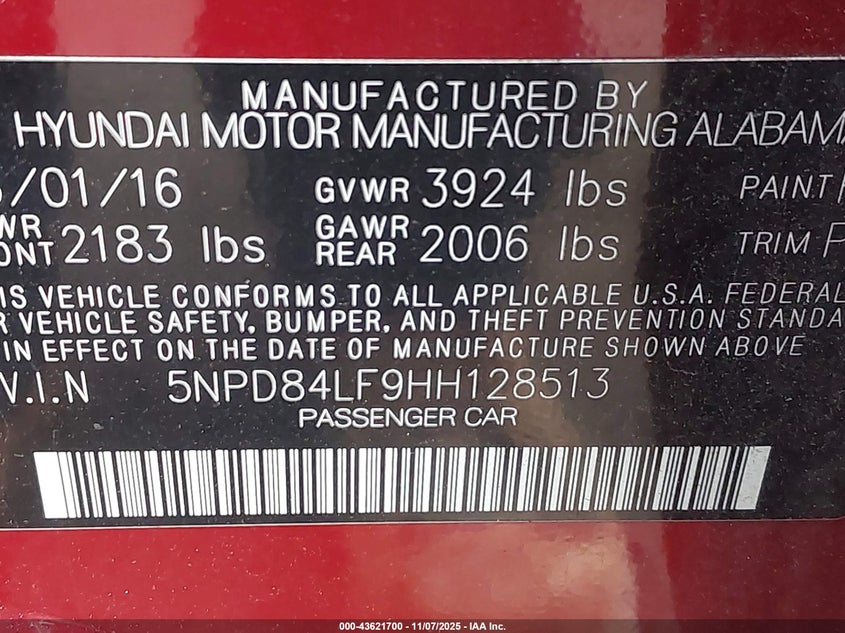 MANUFACTURED BY
HYUNDAI MOTOR MANUFACTURING ALABAMA
/01/16 GVWR 3924 lbs PAINT
WR
ONT 2183 lbs GAWR
REAR 2006 lbs TRIM P
IS VEHICLE CONFORMS TO ALL APPLICABLE U.S.A. FEDERAL
R VEHICLE SAFETY, BUMPER, AND THEFT PREVENTION STANDA
IN EFFECT ON THE DATE OF MANUFACTURE SHOWN ABOVE
V.I.N 5NPD84LF9HH128513
PASSENGER CAR
000-43621700 - 11/07/2025 - IAA Inc.